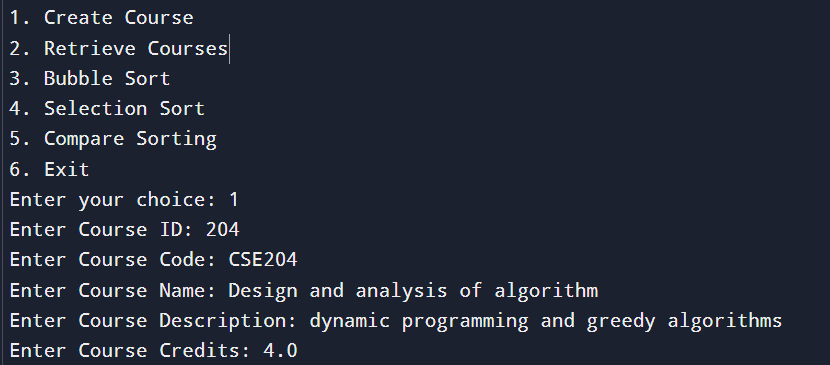 1. Create Course
2. Retrieve Courses
3. Bubble Sort
4. Selection Sort
5. Compare Sorting
6. Exit
Enter your choice: 1
Enter Course ID: 204
Enter Course Code: CSE204
Enter Course Name: Design and analysis of algorithm
Enter Course Description: dynamic programming and greedy algorithms
Enter Course Credits: 4.0